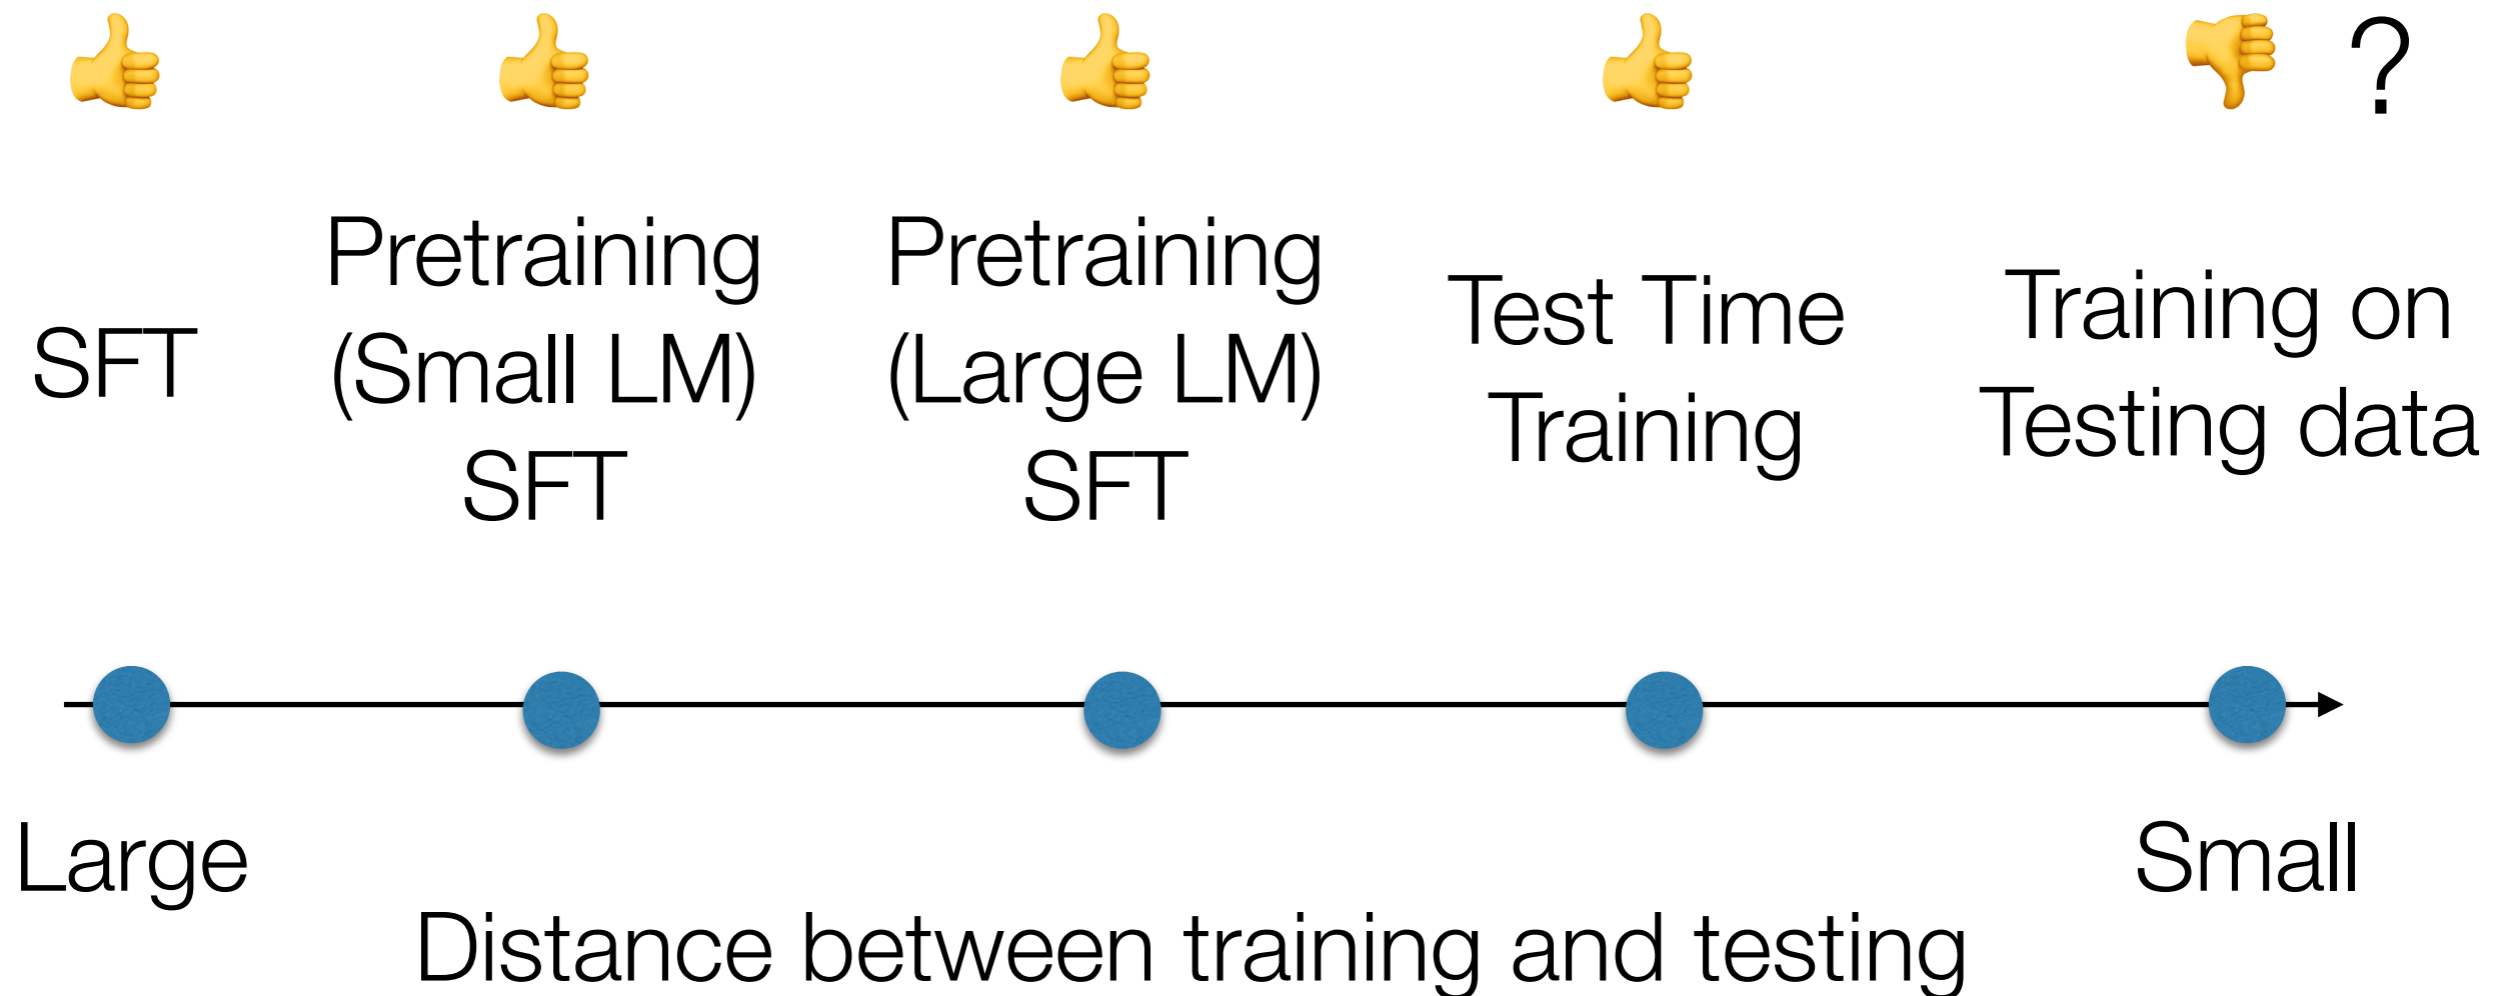 ?
SFT
Pretraining
(Small LM)
SFT
Pretraining
(Large LM)
SFT
Test Time
Training
Training on
Testing data
Large
Small
Distance between training and testing